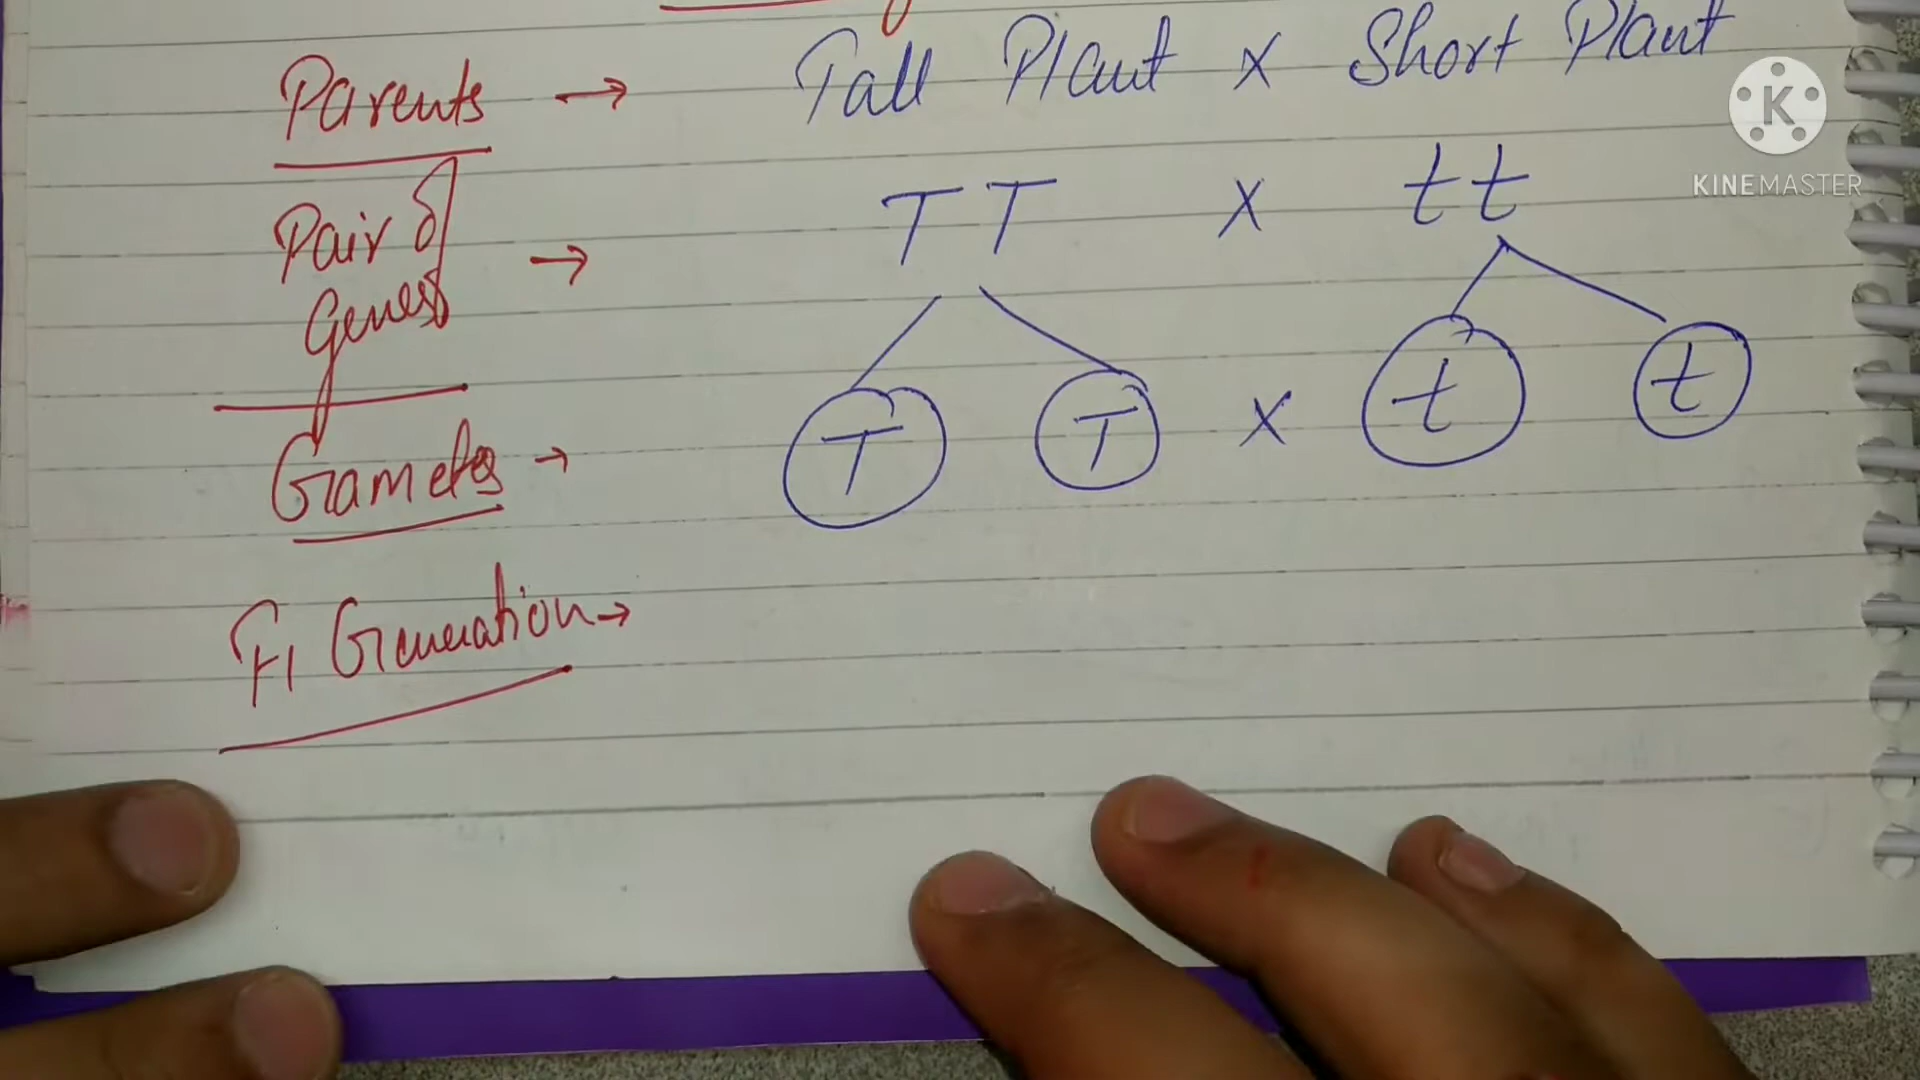 Parents → Tall Plant x Short Plant
Pair of Genes → TT x tt
Gametes → T T x t t
F1 Generation →
KINEMASTER